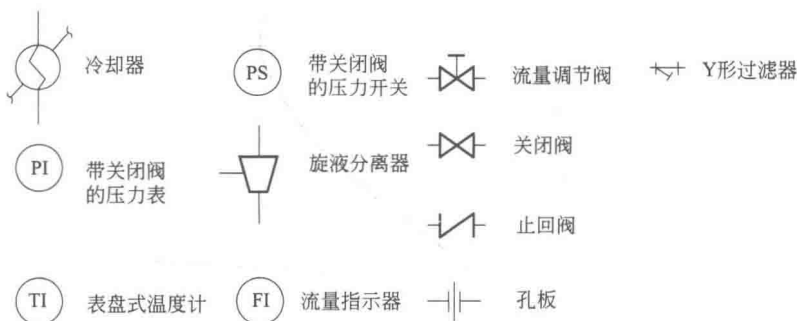 冷却器
PS
带关闭阀
的压力开关
流量调节阀
Y形过滤器
PI
带关闭阀
的压力表
旋液分离器
关闭阀
止回阀
TI
表盘式温度计
FI
流量指示器
孔板